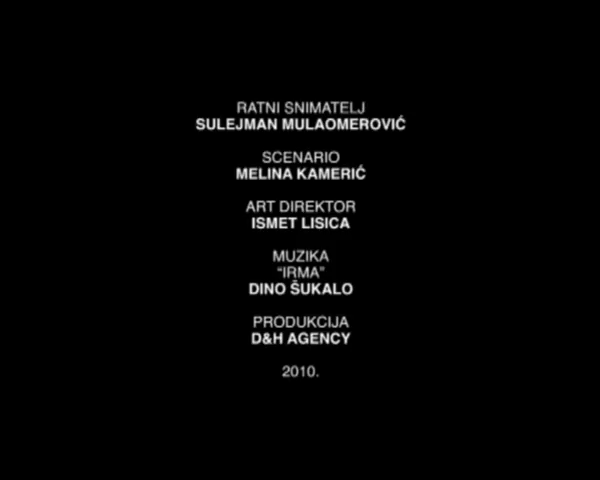 RATNI SNIMATELJ
SULEJMAN MULAOMEROVIĆ
SCENARIO
MELINA KAMERIĆ
ART DIREKTOR
ISMET LISICA
MUZIKA
“IRMA”
DINO ŠUKALO
PRODUKCIJA
D&H AGENCY
2010.